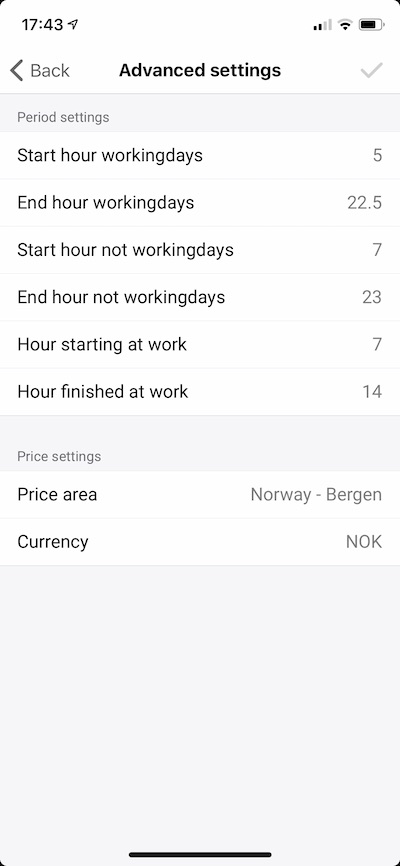 17:43
Back
Advanced settings
Period settings
Start hour workingdays 5
End hour workingdays 22.5
Start hour not workingdays 7
End hour not workingdays 23
Hour starting at work 7
Hour finished at work 14
Price settings
Price area Norway - Bergen
Currency NOK